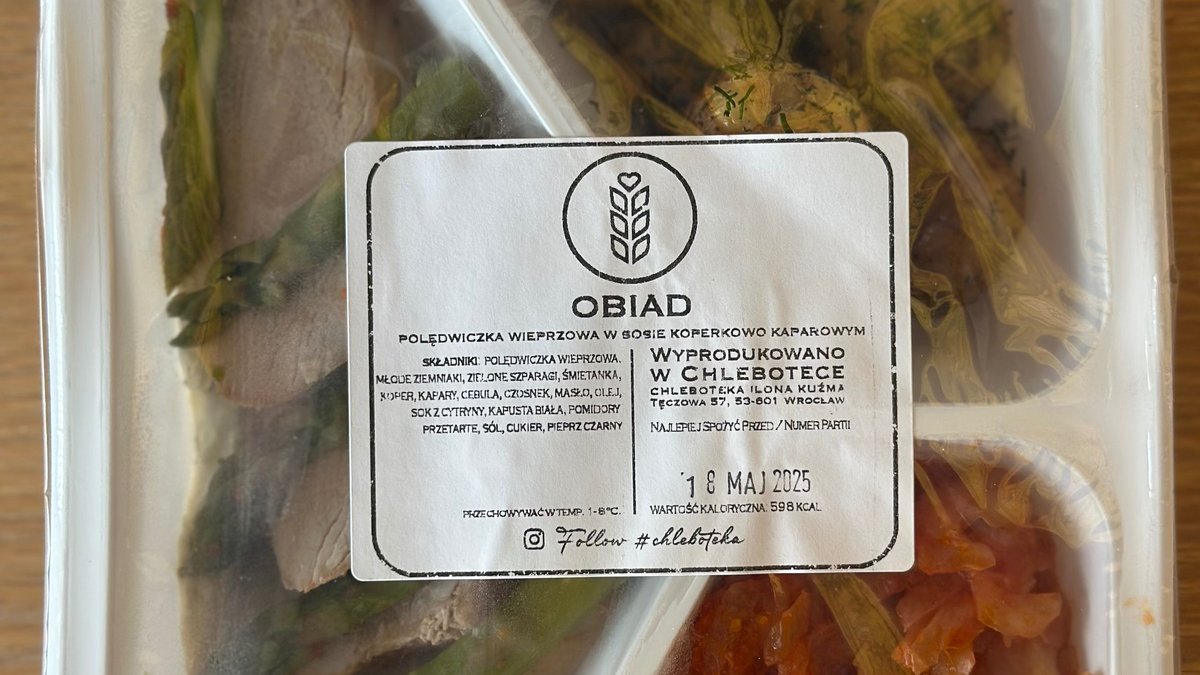 OBIAD
POLĘDWICZKA WIEPRZOWA W SOSIE KOPERKOWO KAPAROWYM
SKŁADNIKI: POLĘDWICZKA WIEPRZOWA,
MŁODE ZIEMNIAKI, ZIELONE SZPARAGI, ŚMIETANKA,
KOPER, KAPARY, CEBULA, CZOSNEK, MASŁO, OLEJ,
SOK Z CYTRYNY, KAPUSTA BIAŁA, POMIDORY
PRZETARTE, SÓL, CUKIER, PIEPRZ CZARNY
PRZECHOWYWAĆ W TEMP. 1-8°C.
WYPRODUKOWANO
W CHLEBOTECE
CHLEBOTEKA ILONA KUŹMA
TĘCZOWA 57, 53-601 WROCŁAW
NAJLEPIEJ SPOŻYĆ PRZED / NUMER PARTII
18 MAJ 2025
WARTOŚĆ KALORYCZNA. 598 KCAL
Follow #chleboteka